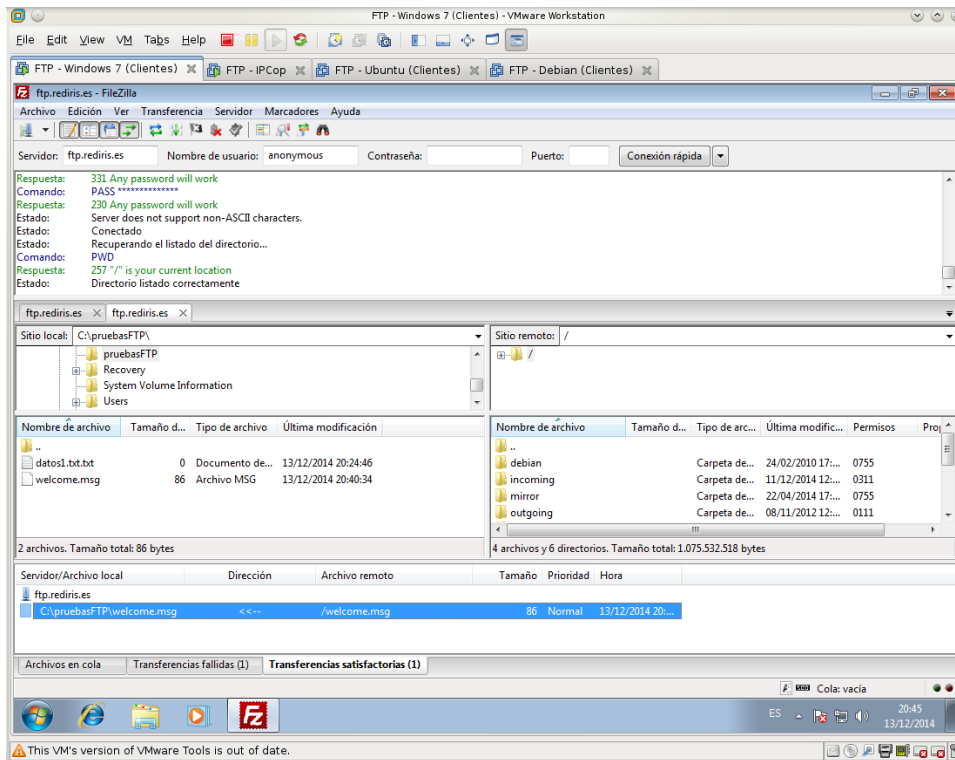 FTP - Windows 7 (Clientes) - VMware Workstation
File Edit View VM Tabs Help
FTP - Windows 7 (Clientes) FTP - IPCop FTP - Ubuntu (Clientes) FTP - Debian (Clientes)
ftp.rediris.es - FileZilla
Archivo Edición Ver Transferencia Servidor Marcadores Ayuda
Servidor: ftp.rediris.es Nombre de usuario: anonymous Contraseña: Puerto: Conexión rápida
Respuesta: 331 Any password will work
Comando: PASS **************
Respuesta: 230 Any password will work
Estado: Server does not support non-ASCII characters.
Estado: Conectado
Estado: Recuperando el listado del directorio...
Comando: PWD
Respuesta: 257 "/" is your current location
Estado: Directorio listado correctamente
ftp.rediris.es ftp.rediris.es
Sitio local: C:\pruebasFTP\
pruebasFTP
Recovery
System Volume Information
Users
Sitio remoto: /
/
Nombre de archivo Tamaño d... Tipo de archivo Última modificación
..
datos1.txt.txt 0 Documento de... 13/12/2014 20:24:46
welcome.msg 86 Archivo MSG 13/12/2014 20:40:34
2 archivos. Tamaño total: 86 bytes
Nombre de archivo Tamaño d... Tipo de arc... Última modific... Permisos
..
debian Carpeta de... 24/02/2010 17:... 0755
incoming Carpeta de... 11/12/2014 12:... 0311
mirror Carpeta de... 22/04/2014 17:... 0755
outgoing Carpeta de... 08/11/2012 12:... 0111
4 archivos y 6 directorios. Tamaño total: 1.075.532.518 bytes
Servidor/Archivo local Dirección Archivo remoto Tamaño Prioridad Hora
ftp.rediris.es
C:\pruebasFTP\welcome.msg <<-- /welcome.msg 86 Normal 13/12/2014 20:...
Archivos en cola Transferencias fallidas (1) Transferencias satisfactorias (1)
Cola: vacía
ES 20:45
13/12/2014
This VM's version of VMware Tools is out of date.